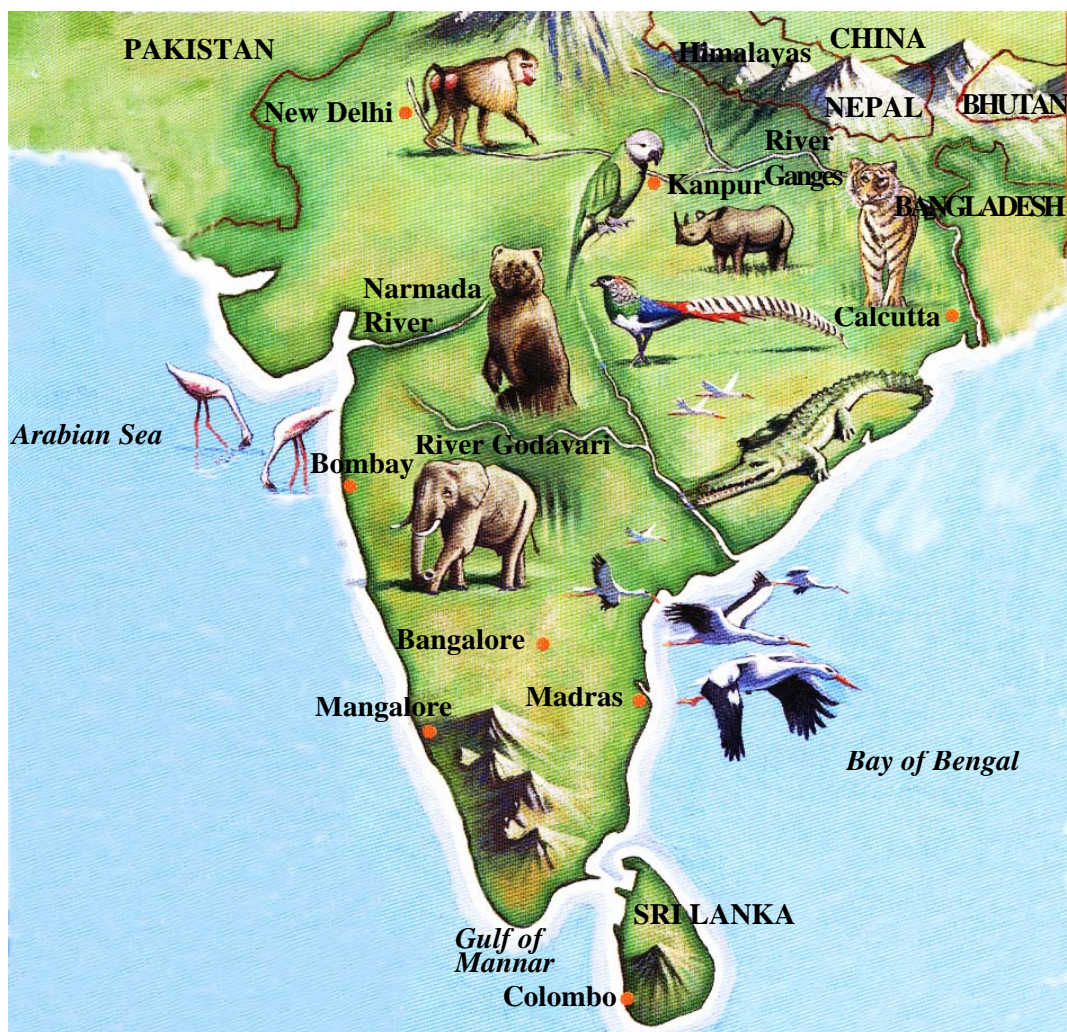 PAKISTAN
CHINA
Himalayas
NEPAL
BHUTAN
New Delhi
River
Ganges
Kanpur
BANGLADESH
Narmada
River
Calcutta
Arabian Sea
River Godavari
Bombay
Bangalore
Madras
Mangalore
Bay of Bengal
SRI LANKA
Gulf of
Mannar
Colombo